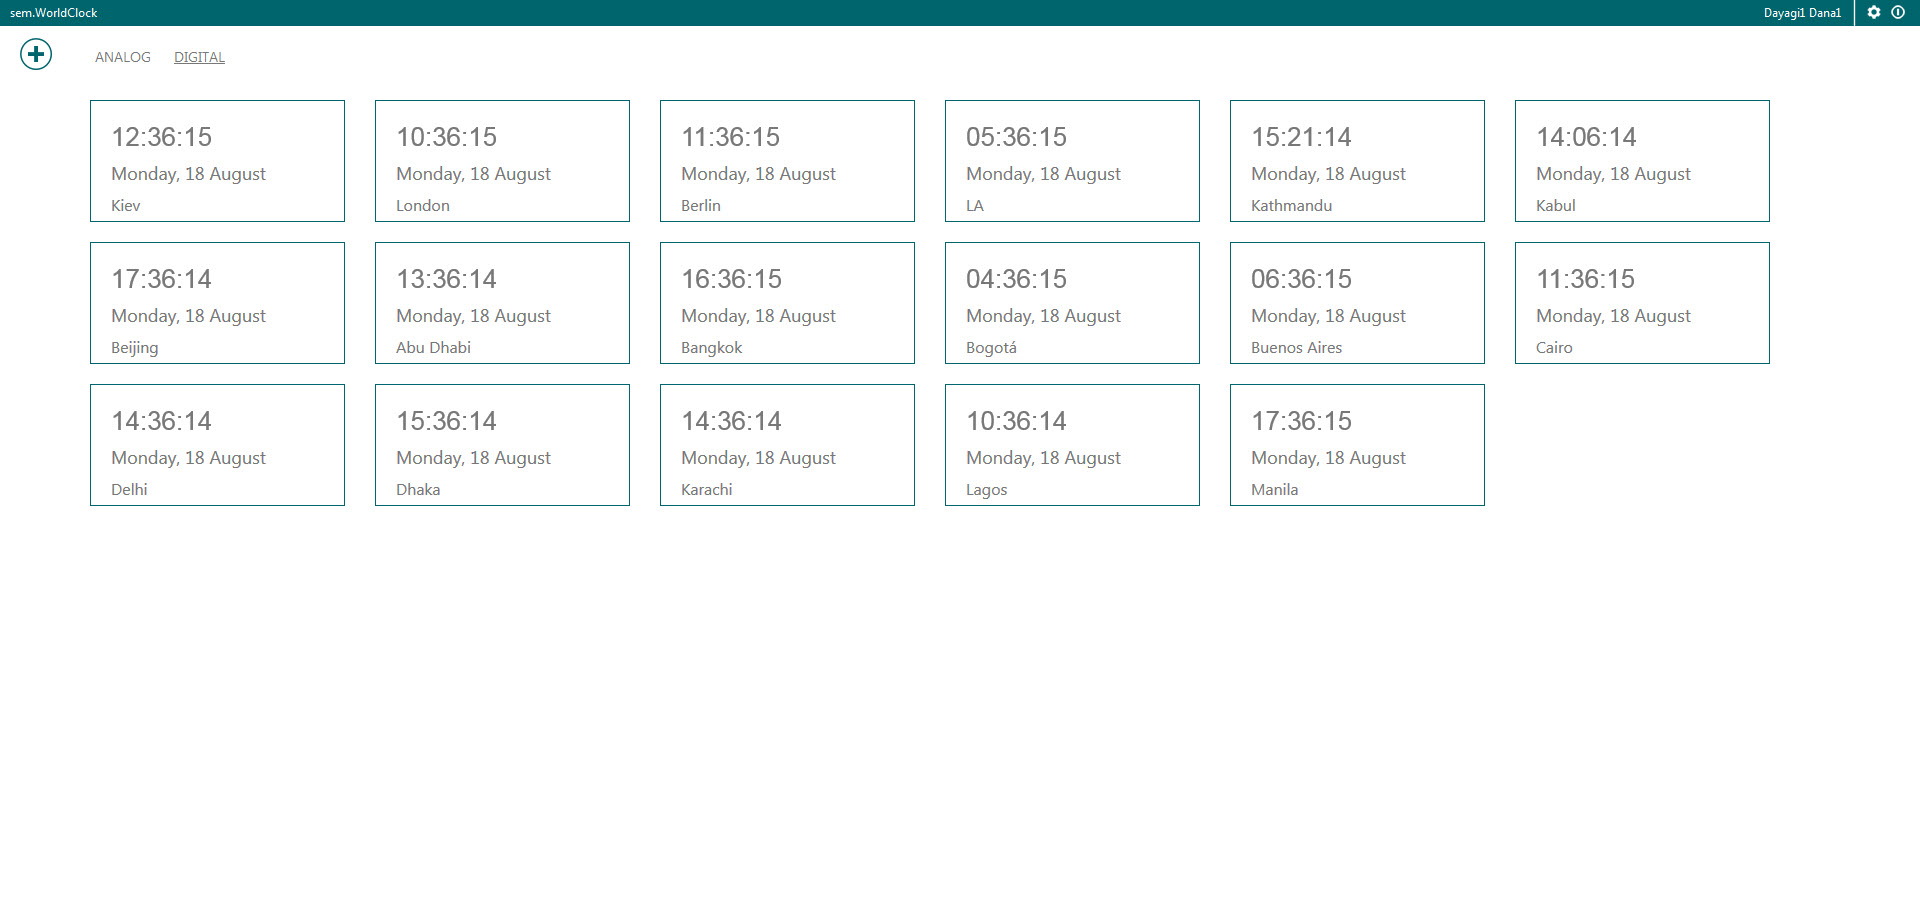 sem.WorldClock
Dayagi1 Dana1
ANALOG DIGITAL
12:36:15
Monday, 18 August
Kiev
10:36:15
Monday, 18 August
London
11:36:15
Monday, 18 August
Berlin
05:36:15
Monday, 18 August
LA
15:21:14
Monday, 18 August
Kathmandu
14:06:14
Monday, 18 August
Kabul
17:36:14
Monday, 18 August
Beijing
13:36:14
Monday, 18 August
Abu Dhabi
16:36:15
Monday, 18 August
Bangkok
04:36:15
Monday, 18 August
Bogotá
06:36:15
Monday, 18 August
Buenos Aires
11:36:15
Monday, 18 August
Cairo
14:36:14
Monday, 18 August
Delhi
15:36:14
Monday, 18 August
Dhaka
14:36:14
Monday, 18 August
Karachi
10:36:14
Monday, 18 August
Lagos
17:36:15
Monday, 18 August
Manila